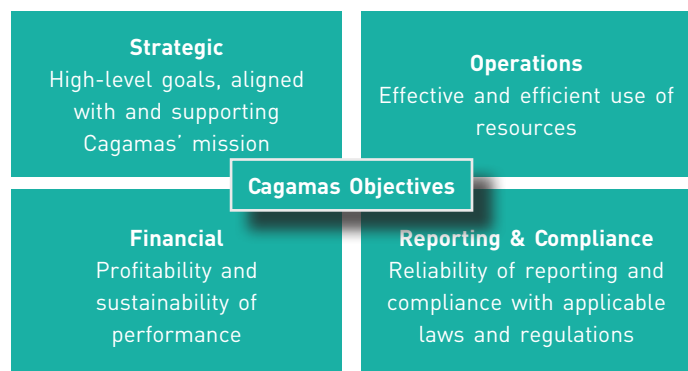 Strategic
High-level goals, aligned
with and supporting
Cagamas’ mission
Operations
Effective and efficient use of
resources
Cagamas Objectives
Financial
Profitability and
sustainability of
performance
Reporting & Compliance
Reliability of reporting and
compliance with applicable
laws and regulations